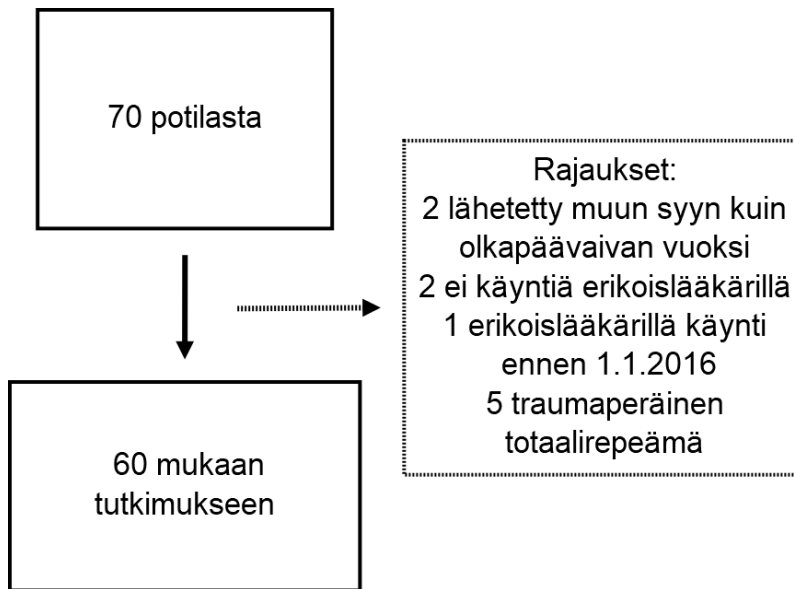 70 potilasta
Rajaukset:
2 lähetetty muun syyn kuin
olkapäävaivan vuoksi
2 ei käyntiä erikoislääkärillä
1 erikoislääkärillä käynti
ennen 1.1.2016
5 traumaperäinen
totaalirepeämä
60 mukaan
tutkimukseen